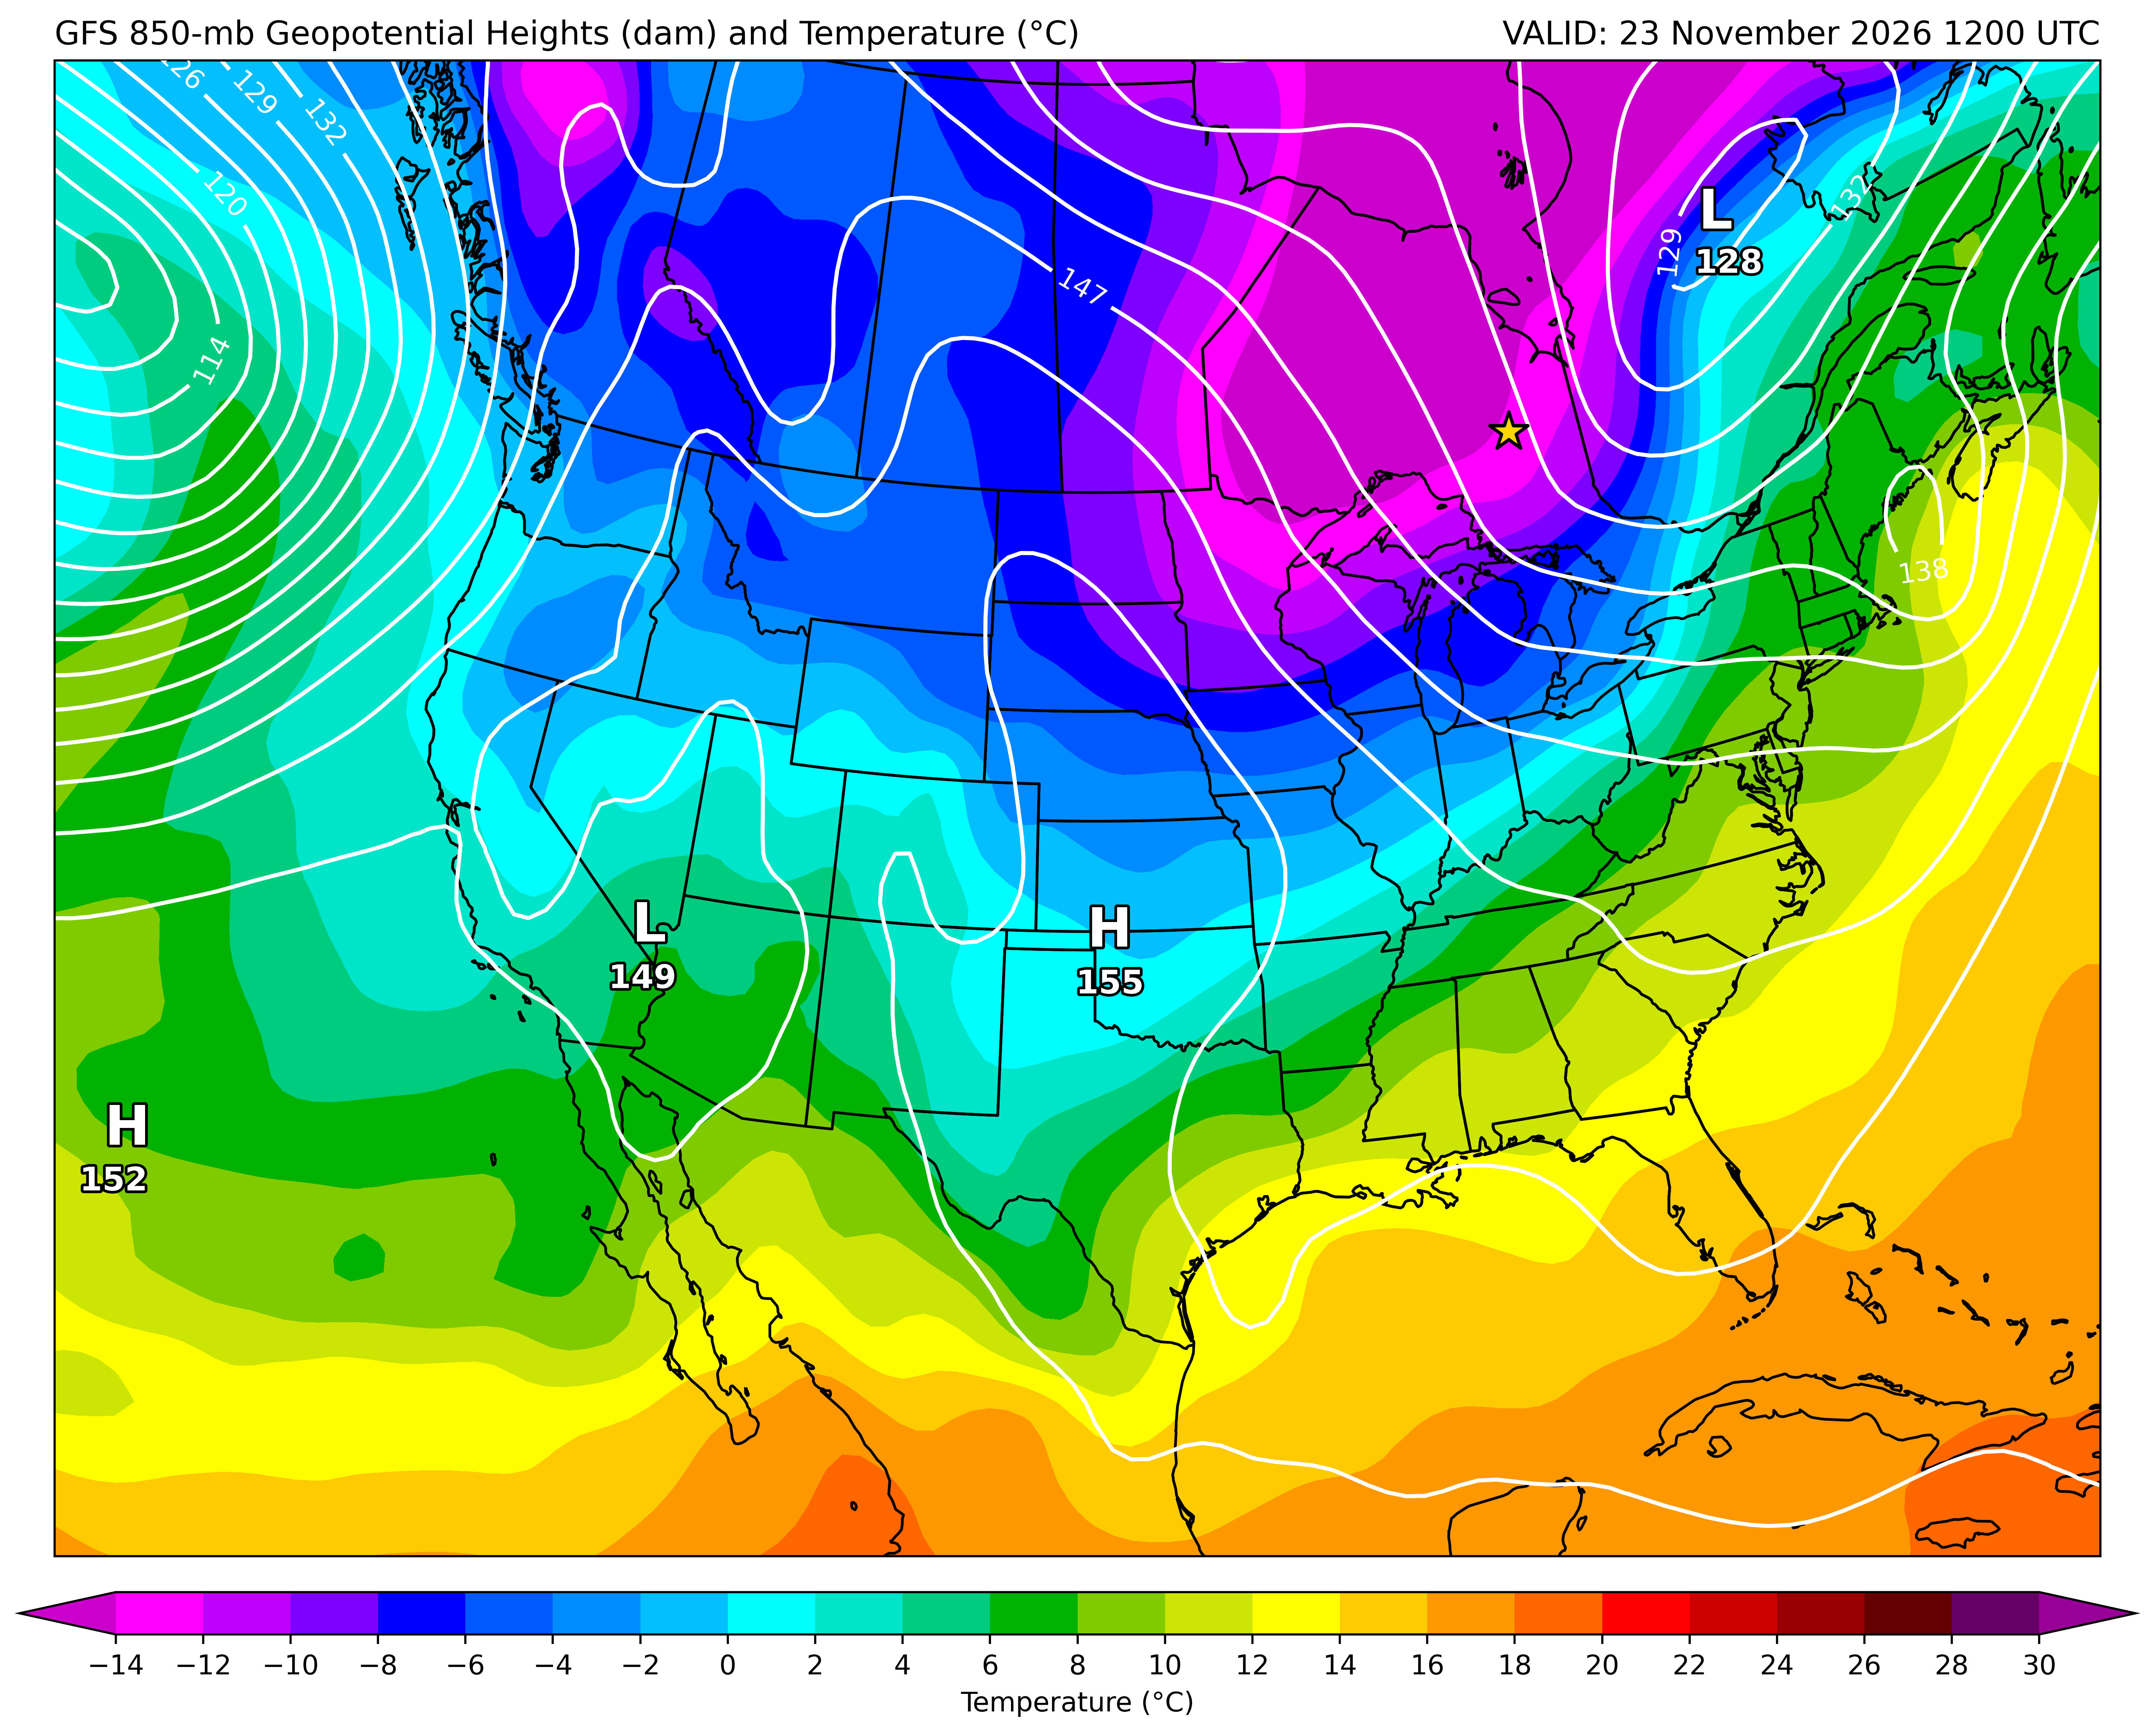 GFS 850-mb Geopotential Heights (dam) and Temperature (°C)
VALID: 23 November 2026 1200 UTC
126
129
132
120
114
147
129
L
128
132
138
L
149
H
155
H
152
−14 −12 −10 −8 −6 −4 −2 0 2 4 6 8 10 12 14 16 18 20 22 24 26 28 30
Temperature (°C)